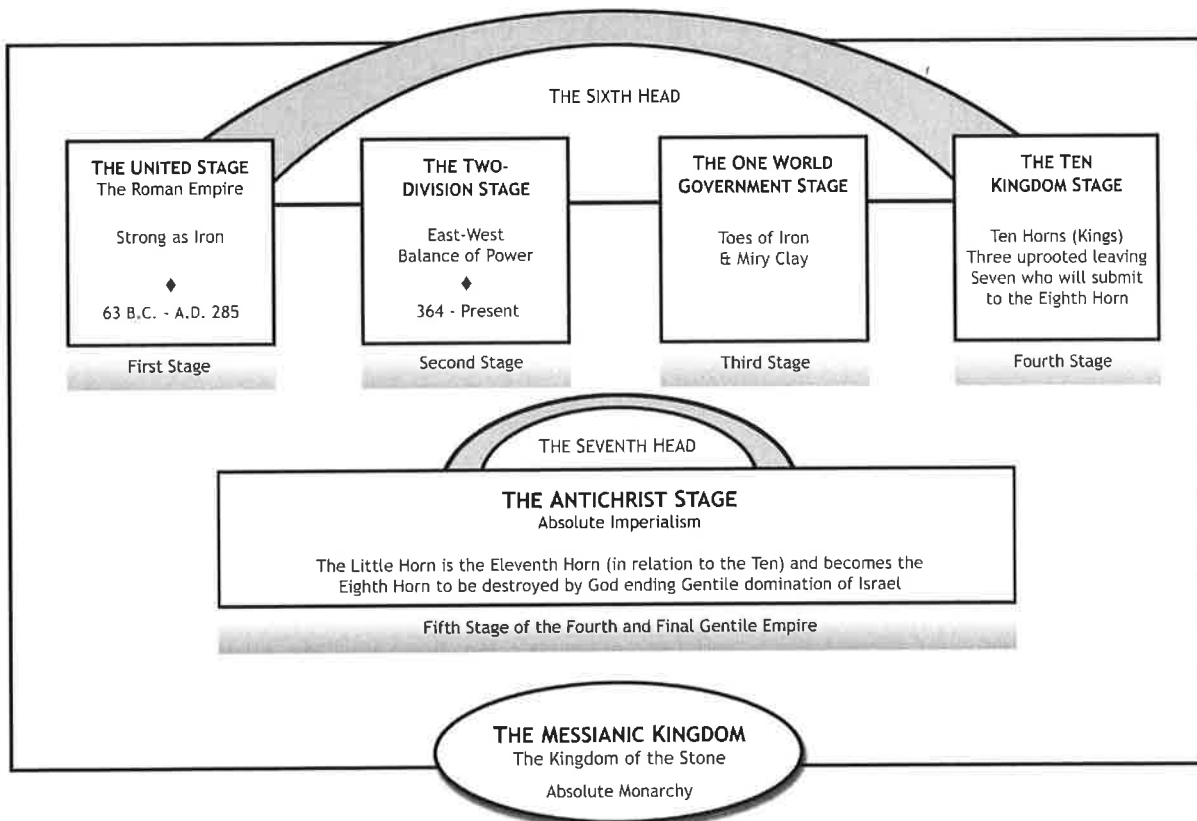 THE SIXTH HEAD
THE UNITED STAGE
The Roman Empire
Strong as Iron
63 B.C. - A.D. 285
First Stage
THE TWO-
DIVISION STAGE
East-West
Balance of Power
364 - Present
Second Stage
THE ONE WORLD
GOVERNMENT STAGE
Toes of Iron
& Miry Clay
Third Stage
THE TEN
KINGDOM STAGE
Ten Horns (Kings)
Three uprooted leaving
Seven who will submit
to the Eighth Horn
Fourth Stage
THE SEVENTH HEAD
THE ANTICHRIST STAGE
Absolute Imperialism
The Little Horn is the Eleventh Horn (in relation to the Ten) and becomes the
Eighth Horn to be destroyed by God ending Gentile domination of Israel
Fifth Stage of the Fourth and Final Gentile Empire
THE MESSIANIC KINGDOM
The Kingdom of the Stone
Absolute Monarchy